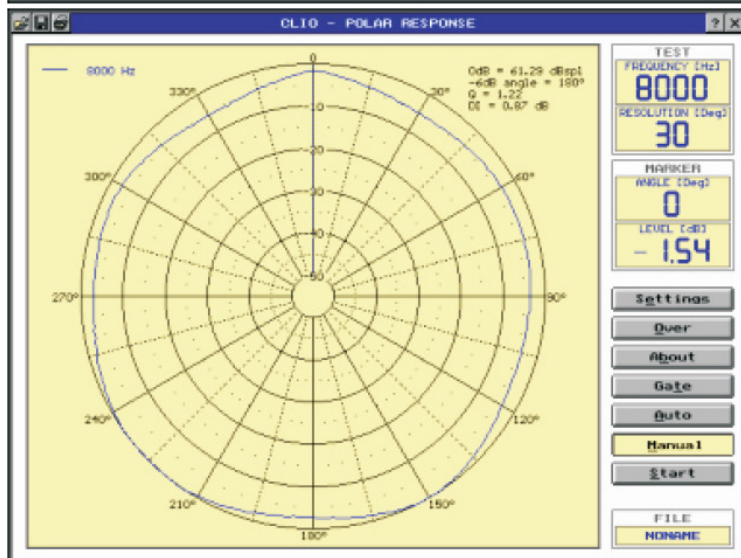 CLIO - POLAR RESPONSE
? X
8000 Hz
0dB = 61.29 dBspl
-6dB angle = 180°
Q = 1.22
DI = 0.87 dB
0
330°
30°
-10
300°
-20
60°
-30
-40
-50
270°
90°
240°
120°
210°
150°
180°
TEST
FREQUENCY [Hz]
8000
RESOLUTION [Deg]
30
MARKER
ANGLE [Deg]
0
LEVEL [dB]
-1.54
Settings
Over
About
Gate
Auto
Manual
Start
FILE
NONAME